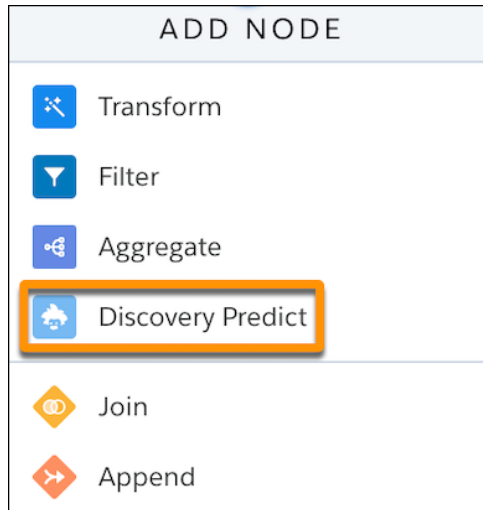 ADD NODE
Transform
Filter
Aggregate
Discovery Predict
Join
Append